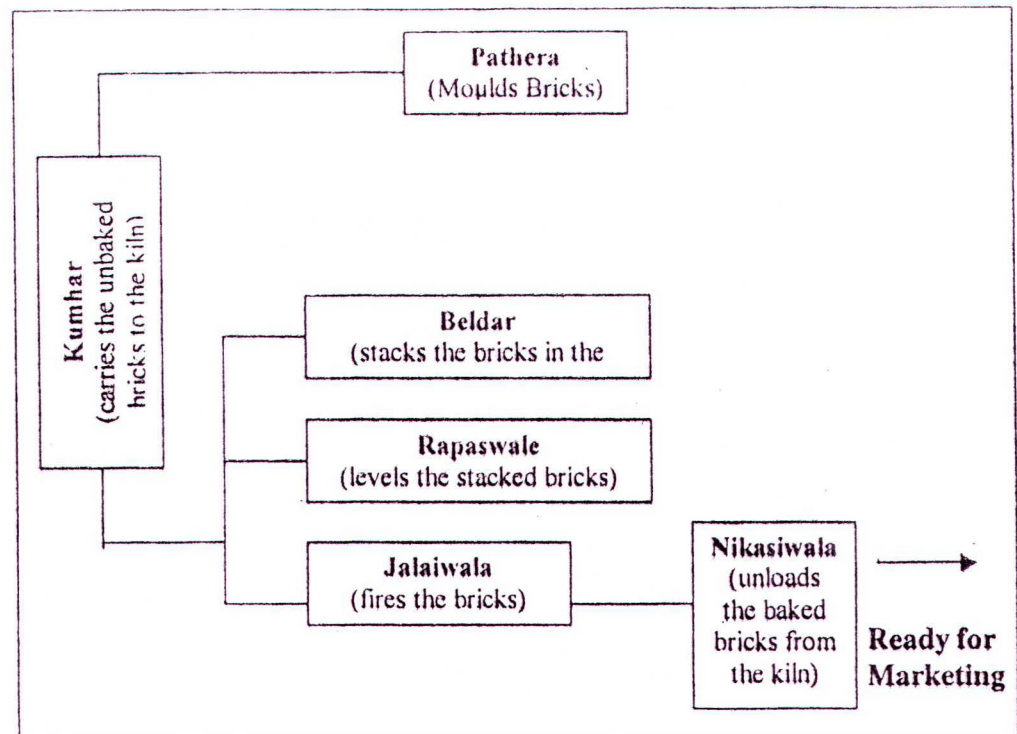 Pathera
(Moulds Bricks)
Kumhar
(carries the unbaked
bricks to the kiln)
Beldar
(stacks the bricks in the
Rapaswale
(levels the stacked bricks)
Jalaiwala
(fires the bricks)
Nikasiwala
(unloads
the baked
bricks from
the kiln)
Ready for
Marketing